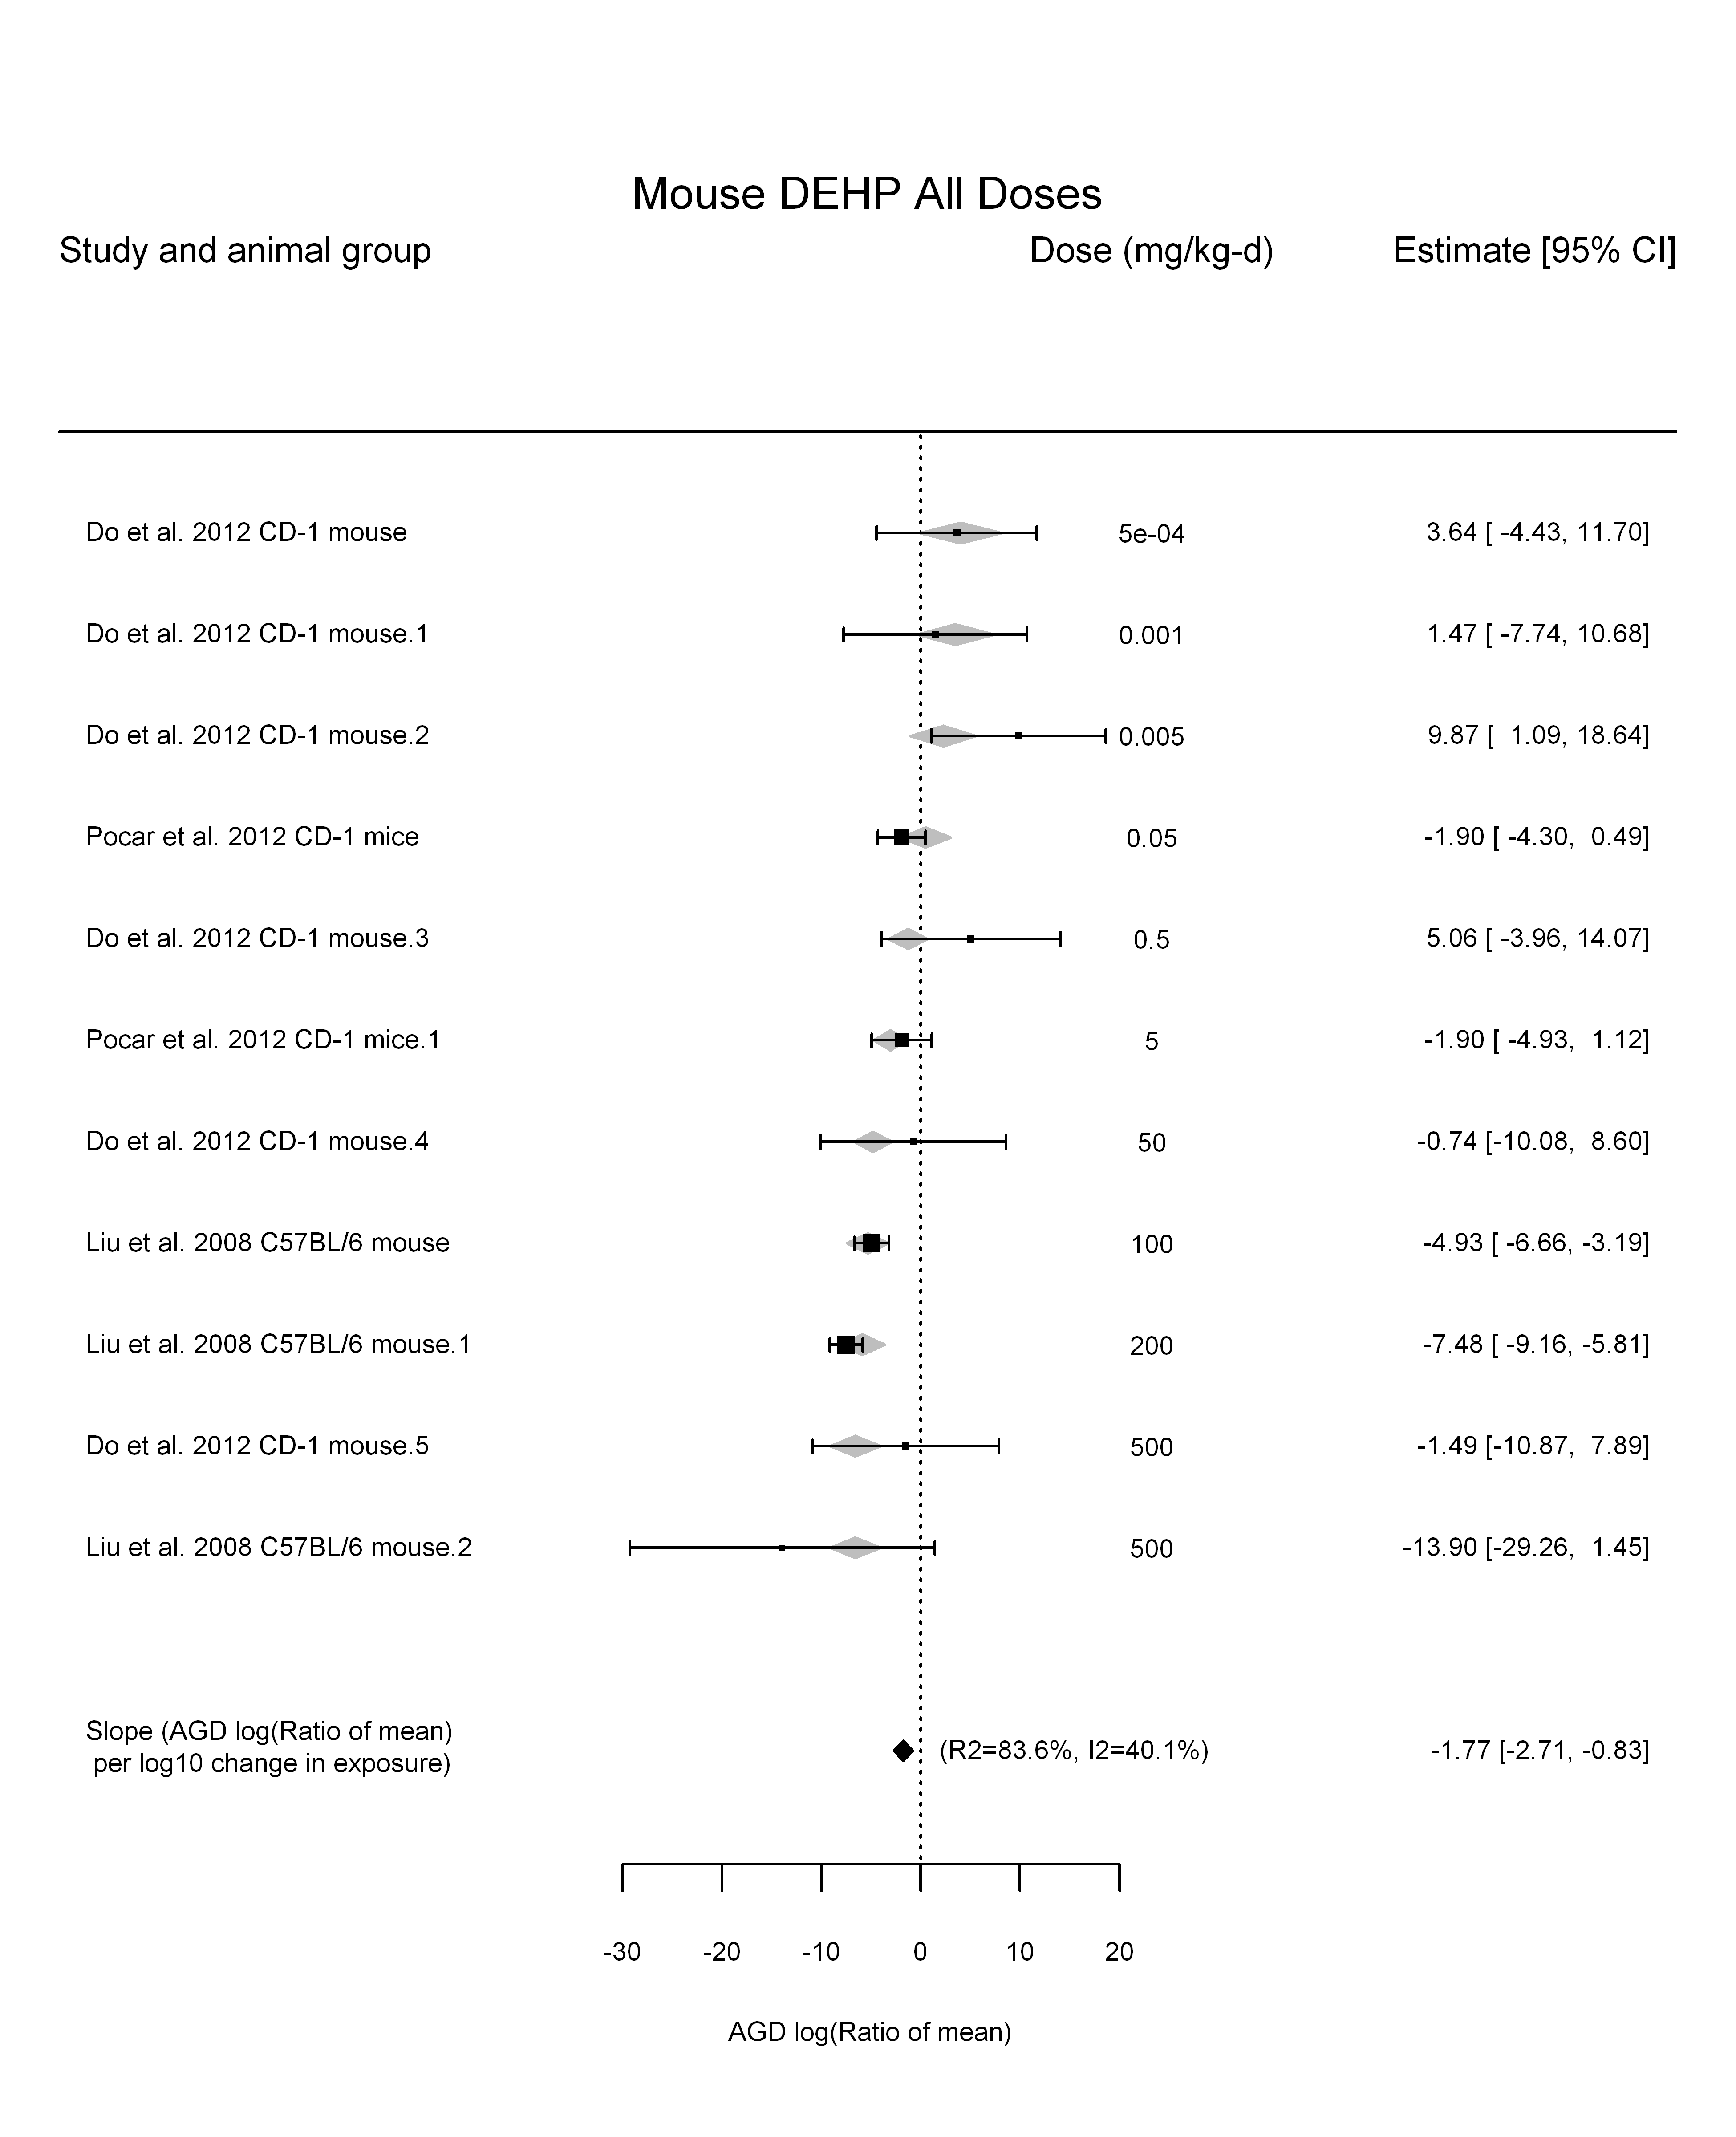 Mouse DEHP All Doses
Study and animal group Dose (mg/kg-d) Estimate [95% CI]
Do et al. 2012 CD-1 mouse 5e-04 3.64 [ -4.43, 11.70]
Do et al. 2012 CD-1 mouse.1 0.001 1.47 [ -7.74, 10.68]
Do et al. 2012 CD-1 mouse.2 0.005 9.87 [  1.09, 18.64]
Pocar et al. 2012 CD-1 mice 0.05 -1.90 [ -4.30,  0.49]
Do et al. 2012 CD-1 mouse.3 0.5 5.06 [ -3.96, 14.07]
Pocar et al. 2012 CD-1 mice.1 5 -1.90 [ -4.93,  1.12]
Do et al. 2012 CD-1 mouse.4 50 -0.74 [-10.08,  8.60]
Liu et al. 2008 C57BL/6 mouse 100 -4.93 [ -6.66, -3.19]
Liu et al. 2008 C57BL/6 mouse.1 200 -7.48 [ -9.16, -5.81]
Do et al. 2012 CD-1 mouse.5 500 -1.49 [-10.87,  7.89]
Liu et al. 2008 C57BL/6 mouse.2 500 -13.90 [-29.26,  1.45]
Slope (AGD log(Ratio of mean)
per log10 change in exposure)
(R2=83.6%, I2=40.1%) -1.77 [-2.71, -0.83]
-30 -20 -10 0 10 20
AGD log(Ratio of mean)